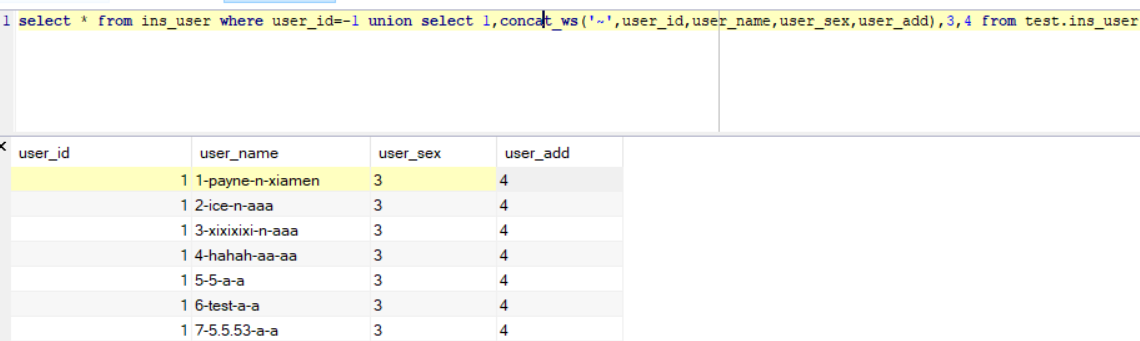 1 select * from ins_user where user_id=-1 union select 1,concat_ws('~',user_id,user_name,user_sex,user_add),3,4 from test.ins_user
user_id user_name user_sex user_add
1 1-payne-n-xiamen 3 4
1 2-ice-n-aaa 3 4
1 3-xixixixi-n-aaa 3 4
1 4-hahah-aa-aa 3 4
1 5-5-a-a 3 4
1 6-test-a-a 3 4
1 7-5.5.53-a-a 3 4